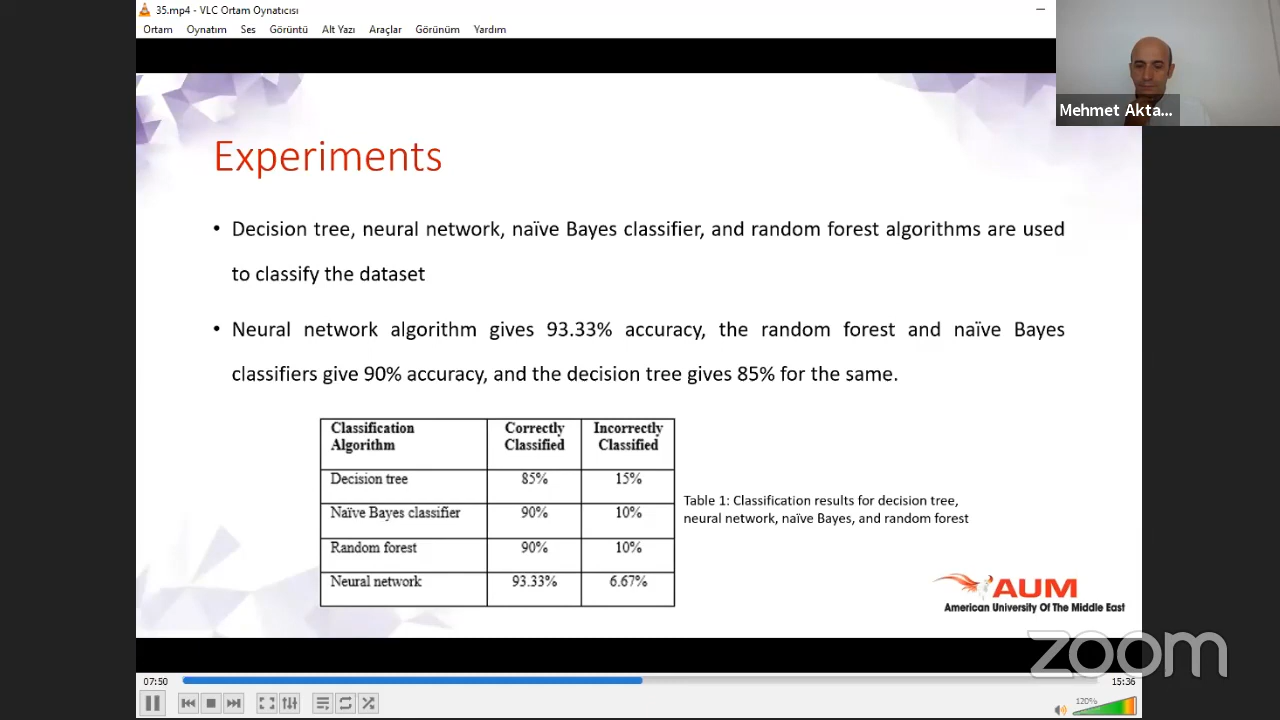 35.mp4 - VLC Ortam Oynatıcısı
Ortam Oynatım Ses Görüntü Alt Yazı Araçlar Görünüm Yardım
Mehmet Akta...
Experiments
• Decision tree, neural network, naïve Bayes classifier, and random forest algorithms are used
to classify the dataset
• Neural network algorithm gives 93.33% accuracy, the random forest and naïve Bayes
classifiers give 90% accuracy, and the decision tree gives 85% for the same.
Classification Algorithm Correctly Classified Incorrectly Classified
Decision tree 85% 15%
Naïve Bayes classifier 90% 10%
Random forest 90% 10%
Neural network 93.33% 6.67%
Table 1: Classification results for decision tree,
neural network, naïve Bayes, and random forest
AUM
American University Of The Middle East
zoom
07:50 15:36
120%